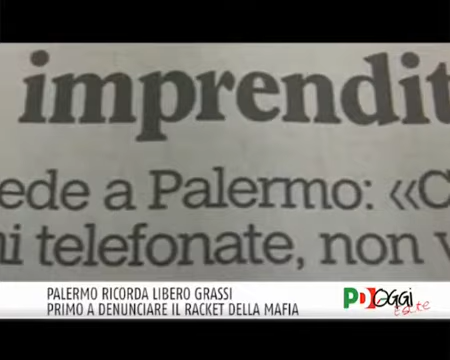 imprendit
ede a Palermo: «C
ni telefonate, non v
PALERMO RICORDA LIBERO GRASSI
PRIMO A DENUNCIARE IL RACKET DELLA MAFIA
PD OGGI